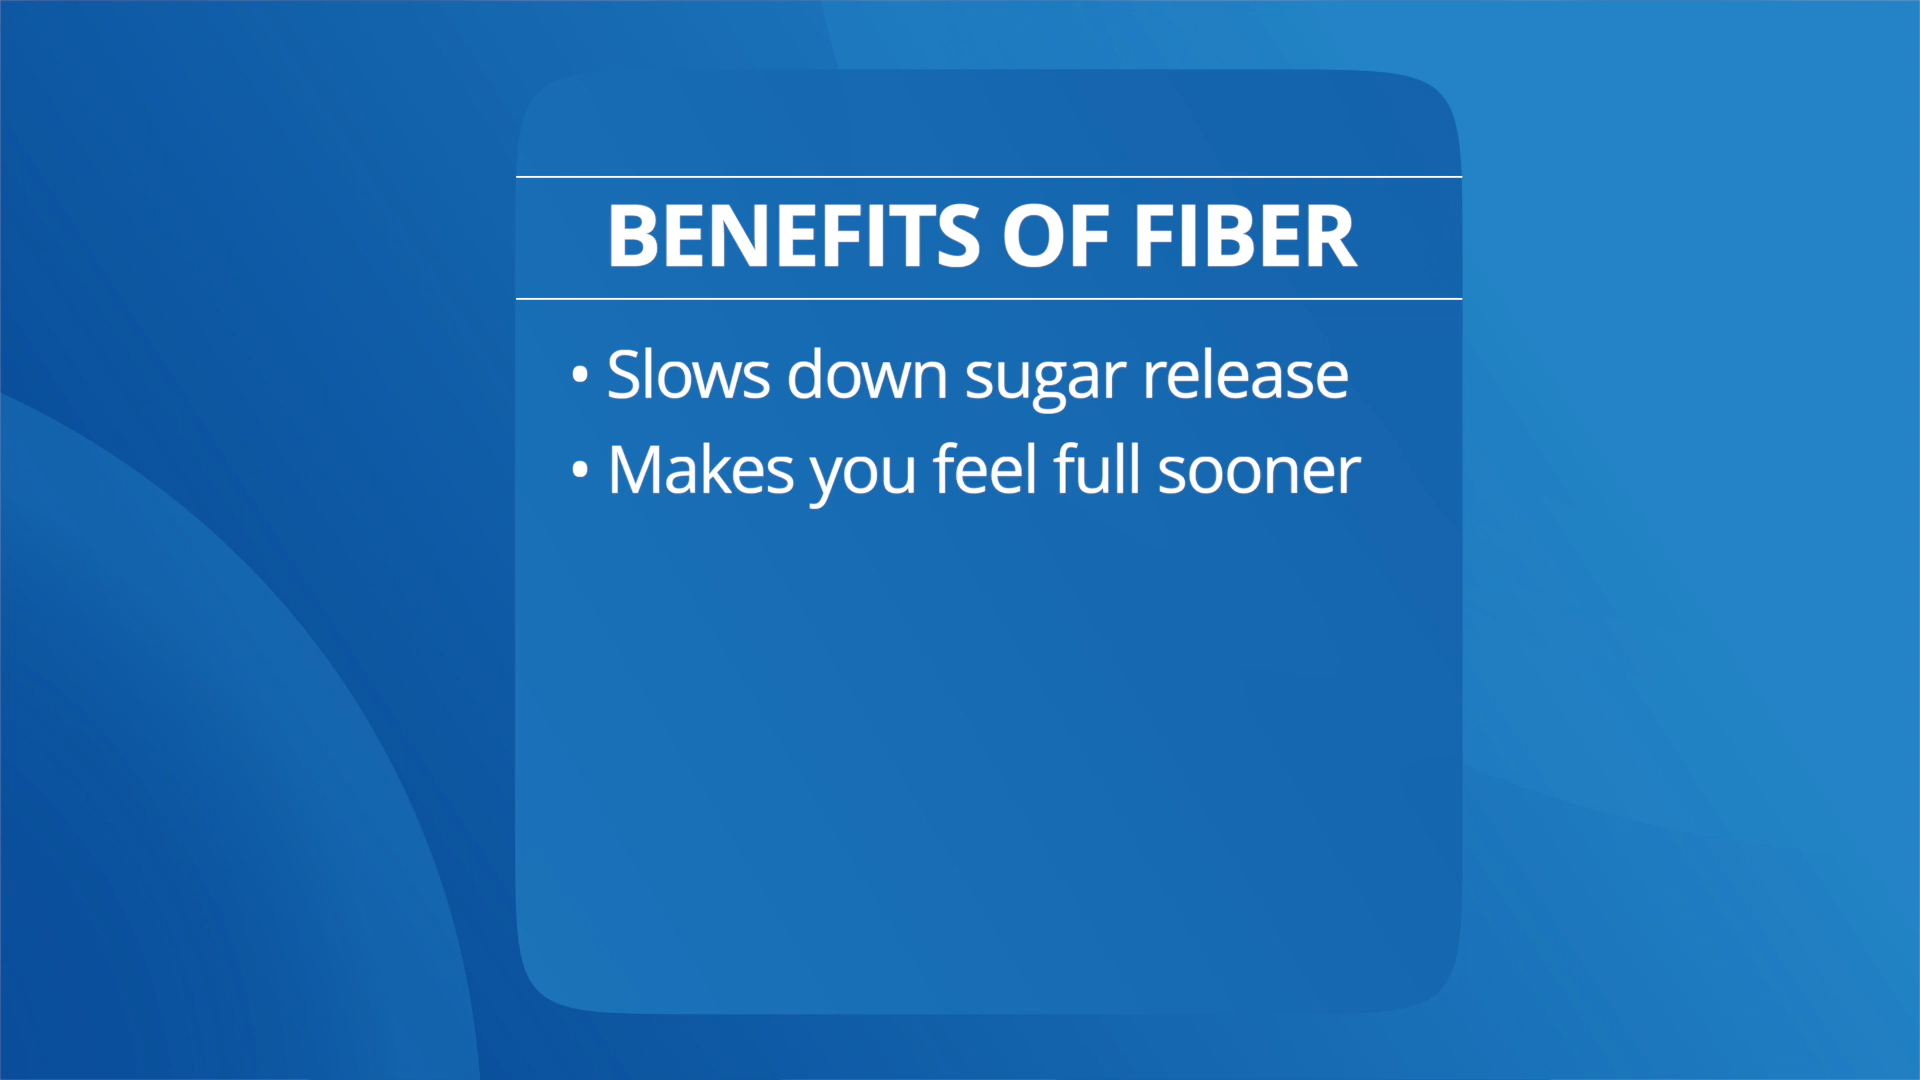 BENEFITS OF FIBER
• Slows down sugar release
• Makes you feel full sooner